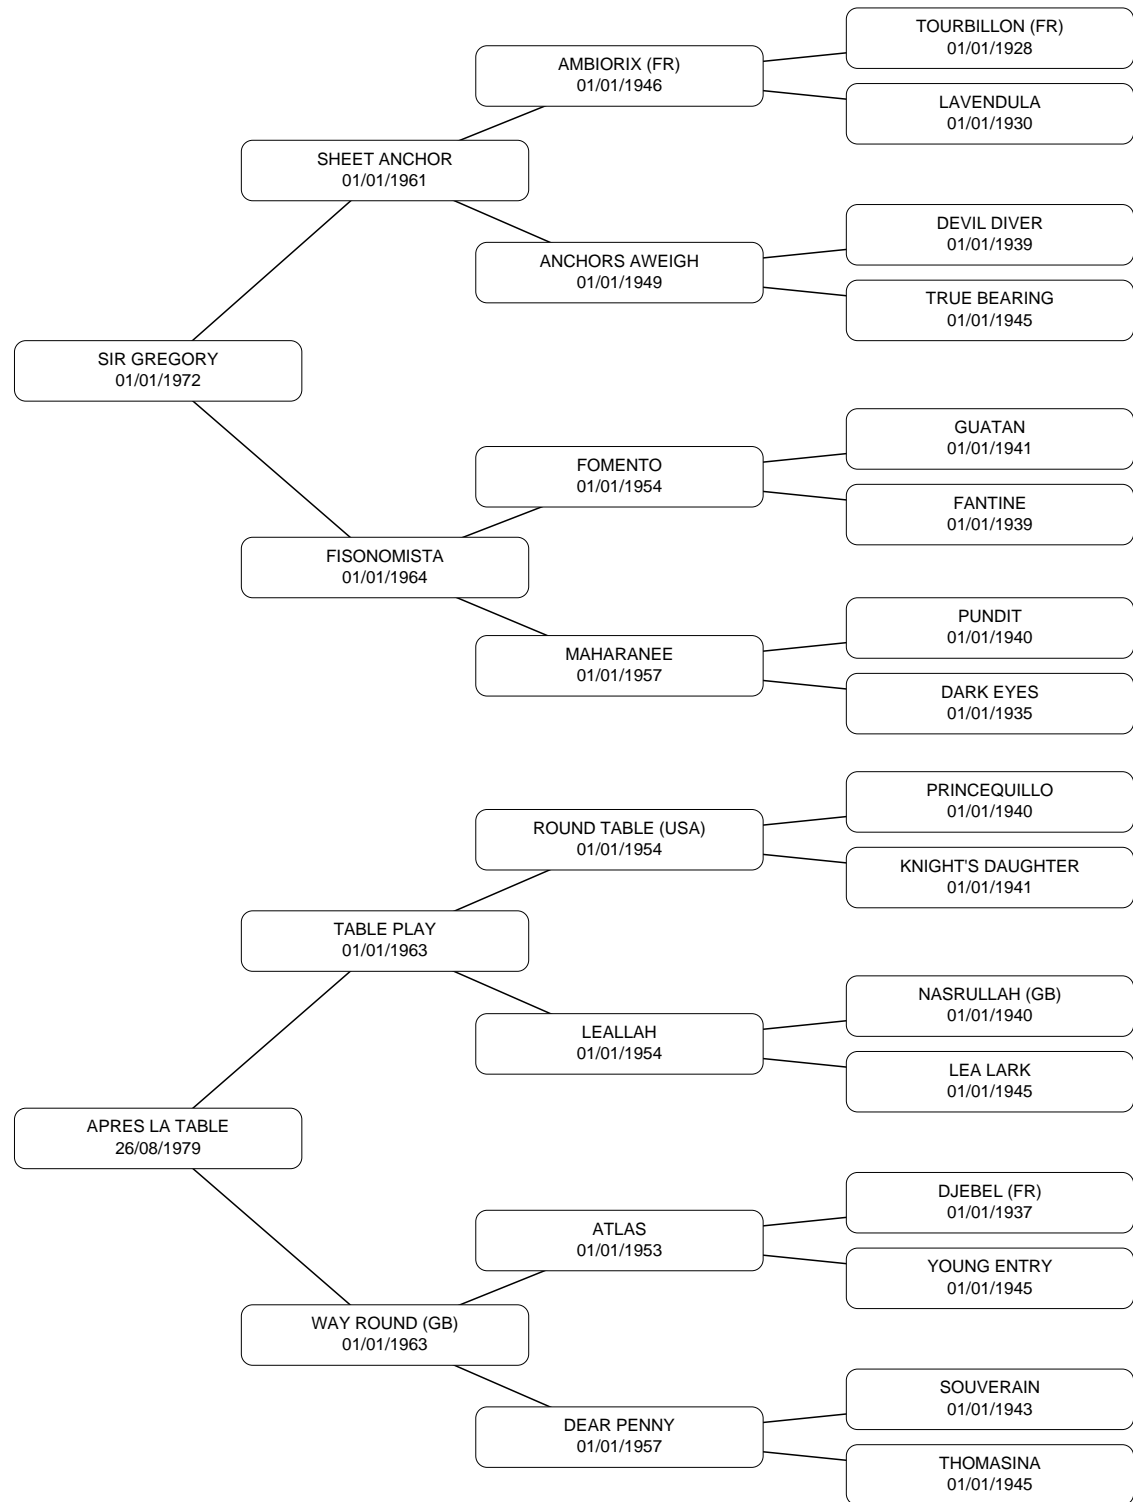 TOURBILLON (FR)
01/01/1928
AMBIORIX (FR)
01/01/1946
LAVENDULA
01/01/1930
SHEET ANCHOR
01/01/1961
DEVIL DIVER
01/01/1939
ANCHORS AWEIGH
01/01/1949
TRUE BEARING
01/01/1945
SIR GREGORY
01/01/1972
GUATAN
01/01/1941
FOMENTO
01/01/1954
FANTINE
01/01/1939
FISONOMISTA
01/01/1964
PUNDIT
01/01/1940
MAHARANEE
01/01/1957
DARK EYES
01/01/1935
PRINCEQUILLO
01/01/1940
ROUND TABLE (USA)
01/01/1954
KNIGHT'S DAUGHTER
01/01/1941
TABLE PLAY
01/01/1963
NASRULLAH (GB)
01/01/1940
LEALLAH
01/01/1954
LEA LARK
01/01/1945
APRES LA TABLE
26/08/1979
DJEBEL (FR)
01/01/1937
ATLAS
01/01/1953
YOUNG ENTRY
01/01/1945
WAY ROUND (GB)
01/01/1963
SOUVERAIN
01/01/1943
DEAR PENNY
01/01/1957
THOMASINA
01/01/1945